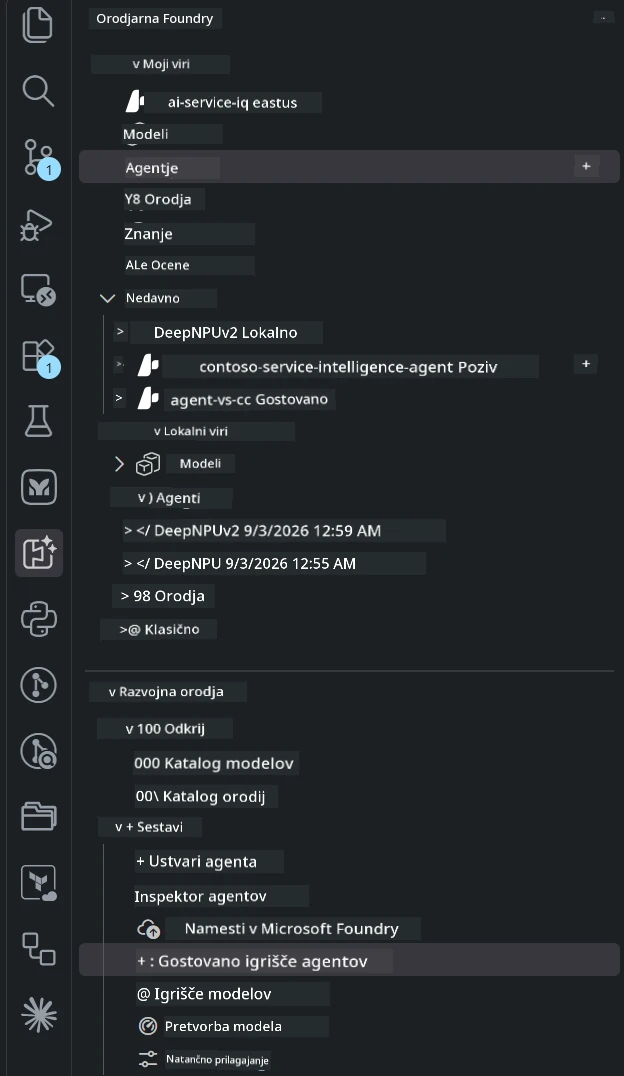 Orodjarna Foundry
v Moji viri
ai-service-iq eastus
Modeli
Agentje
Y8 Orodja
Znanje
ALe Ocene
Nedavno
> DeepNPUv2 Lokalno
> contoso-service-intelligence-agent Poziv
> agent-vs-cc Gostovano
v Lokalni viri
Modeli
v ) Agenti
> </ DeepNPUv2 9/3/2026 12:59 AM
> </ DeepNPU 9/3/2026 12:55 AM
> 98 Orodja
>@ Klasično
v Razvojna orodja
v 100 Odkrij
000 Katalog modelov
00\ Katalog orodij
v + Sestavi
+ Ustvari agenta
Inspektor agentov
Namesti v Microsoft Foundry
+ : Gostovano igrišče agentov
@ Igrišče modelov
Pretvorba modela
Natančno prilagajanje
1
1